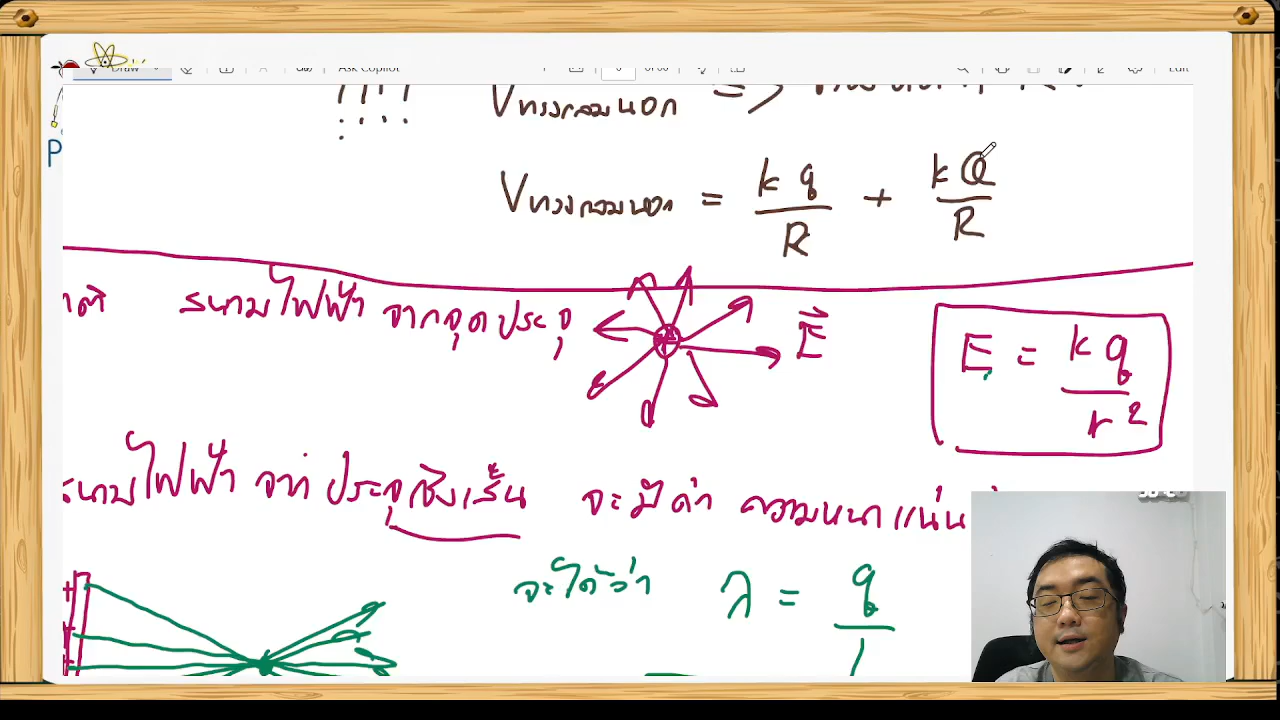 Draw Ask Copilot Edit
P
!!!! Vทรงกลมนอก =>
Vทรงกลมนอก = kq/R + kQ/R
สนามไฟฟ้า จากจุดประจุ E E = kq/r²
สนามไฟฟ้า จาก ประจุเชิงเส้น จะมีค่า ความหนาแน่น
จะได้ว่า λ = q/l